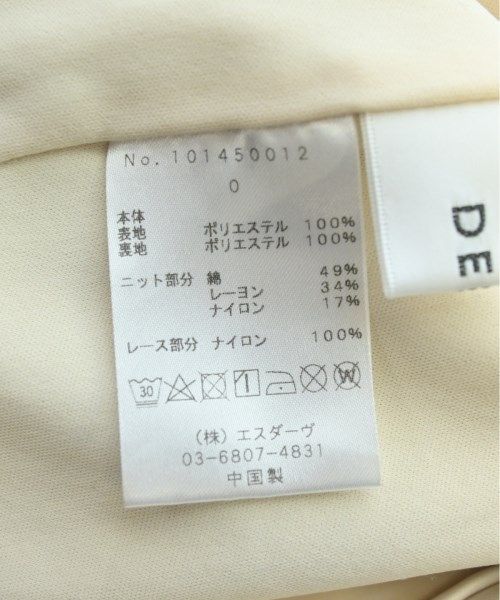 No. 101450012
0
本体
表地 ポリエステル 100%
裏地 ポリエステル 100%
ニット部分 綿 49%
レーヨン 34%
ナイロン 17%
レース部分 ナイロン 100%
30 W
(株) エスダーヴ
03-6807-4831
中国製
DE